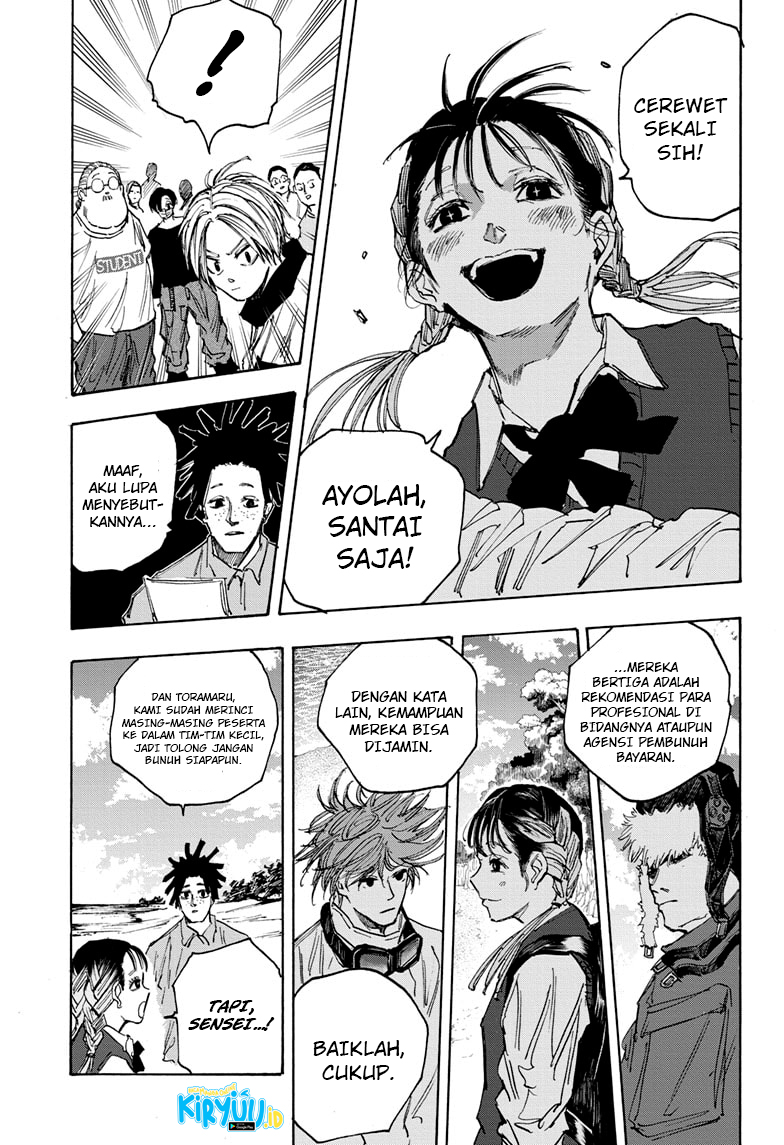 CEREWET
SEKALI
SIH!
AYOLAH,
SANTAI
SAJA!
!
STUDENT
MAAF,
AKU LUPA
MENYEBUT-
KANNYA...
...MEREKA
BERTIGA ADALAH
REKOMENDASI PARA
PROFESIONAL DI
BIDANGNYA ATAUPUN
AGENSI PEMBUNUH
BAYARAN.
DENGAN KATA
LAIN, KEMAMPUAN
MEREKA BISA
DIJAMIN.
BAIKLAH,
CUKUP.
DAN TORAMARU,
KAMI SUDAH MERINCI
MASING-MASING PESERTA
KE DALAM TIM-TIM KECIL,
JADI TOLONG JANGAN
BUNUH SIAPAPUN.
TAPI,
SENSEI...!
KIRYUU.iD